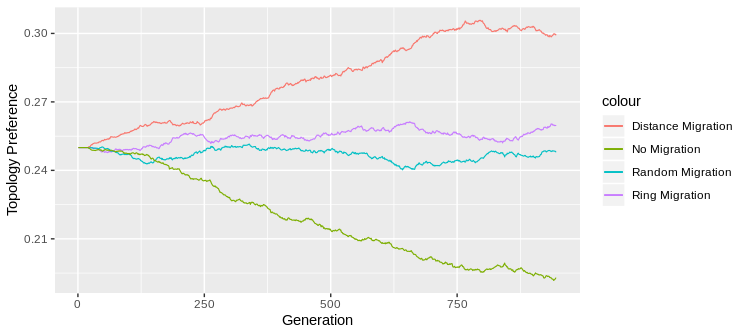 Topology Preference
0.30
0.27
0.24
0.21
0
250
500
750
Generation
colour
Distance Migration
No Migration
Random Migration
Ring Migration